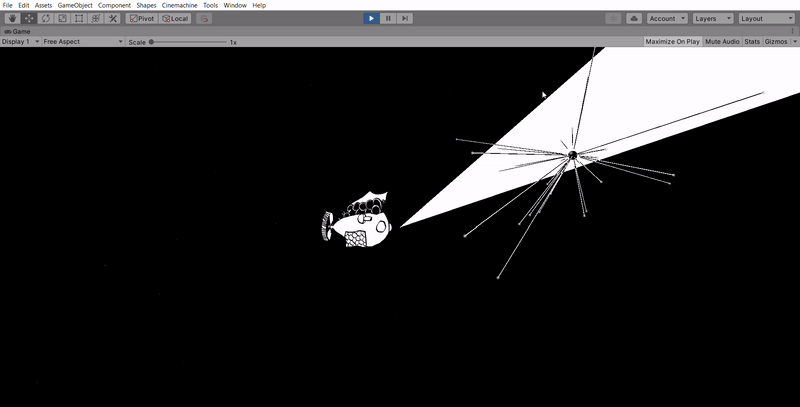 File Edit Assets GameObject Component Shapes Cinemachine Tools Window Help
Pivot Local Account Layers Layout
Game
Display 1 Free Aspect Scale 1x Maximize On Play Mute Audio Stats Gizmos